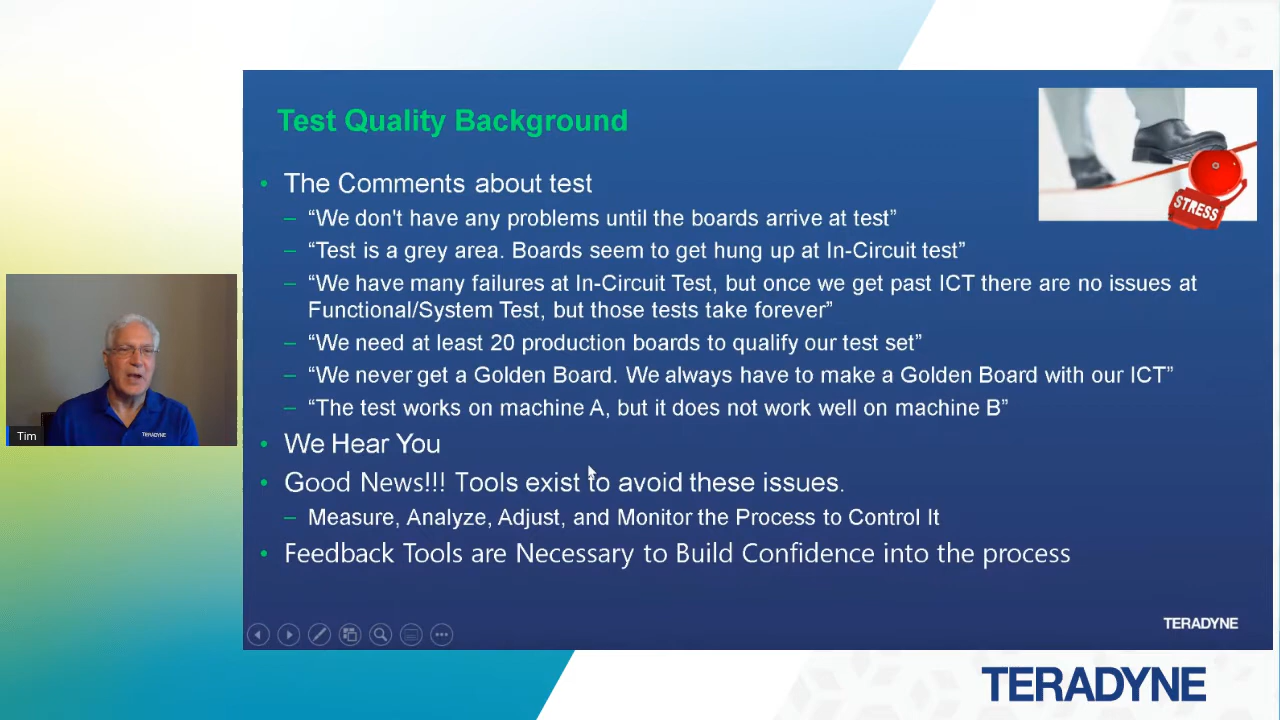 Test Quality Background
STRESS
• The Comments about test
– “We don't have any problems until the boards arrive at test”
– “Test is a grey area. Boards seem to get hung up at In-Circuit test”
– “We have many failures at In-Circuit Test, but once we get past ICT there are no issues at
Functional/System Test, but those tests take forever”
– “We need at least 20 production boards to qualify our test set”
– “We never get a Golden Board. We always have to make a Golden Board with our ICT”
– “The test works on machine A, but it does not work well on machine B”
• We Hear You
• Good News!!! Tools exist to avoid these issues.
– Measure, Analyze, Adjust, and Monitor the Process to Control It
• Feedback Tools are Necessary to Build Confidence into the process
TERADYNE
Tim
TERADYNE
TERADYNE